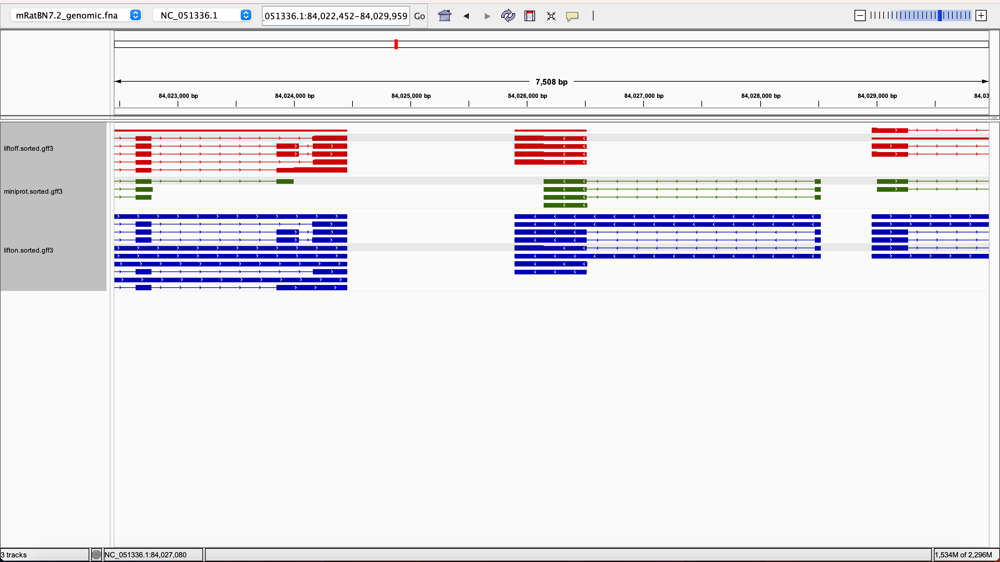 mRatBN7.2_genomic.fna NC_051336.1 .051336.1:84,022,452-84,029,959 Go
7,508 bp
84,023,000 bp 84,024,000 bp 84,025,000 bp 84,026,000 bp 84,027,000 bp 84,028,000 bp 84,029,000 bp 84,03
liftoff.sorted.gff3
miniprot.sorted.gff3
lifton.sorted.gff3
3 tracks NC_051336.1:84,027,080 1,534M of 2,296M